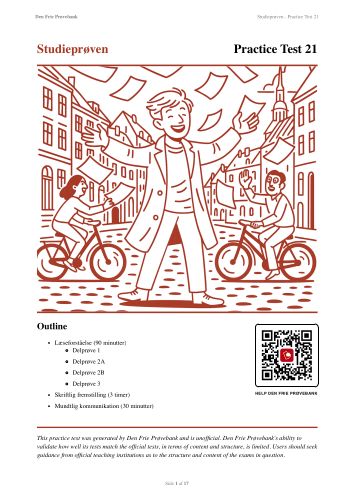 Den Frie Prøvebank
Studieprøven - Practice Test 21
Studieprøven
Practice Test 21
Outline
Læseforståelse (90 minutter)
Delprøve 1
Delprøve 2A
Delprøve 2B
Delprøve 3
Skriftlig fremstilling (3 timer)
Mundtlig kommunikation (30 minutter)
HELP DEN FRIE PRØVEBANK
This practice test was generated by Den Frie Prøvebank and is unofficial. Den Frie Prøvebank's ability to
validate how well its tests match the official tests, in terms of content and structure, is limited. Users should seek
guidance from official teaching institutions as to the structure and content of the exams in question.
Side 1 af 17